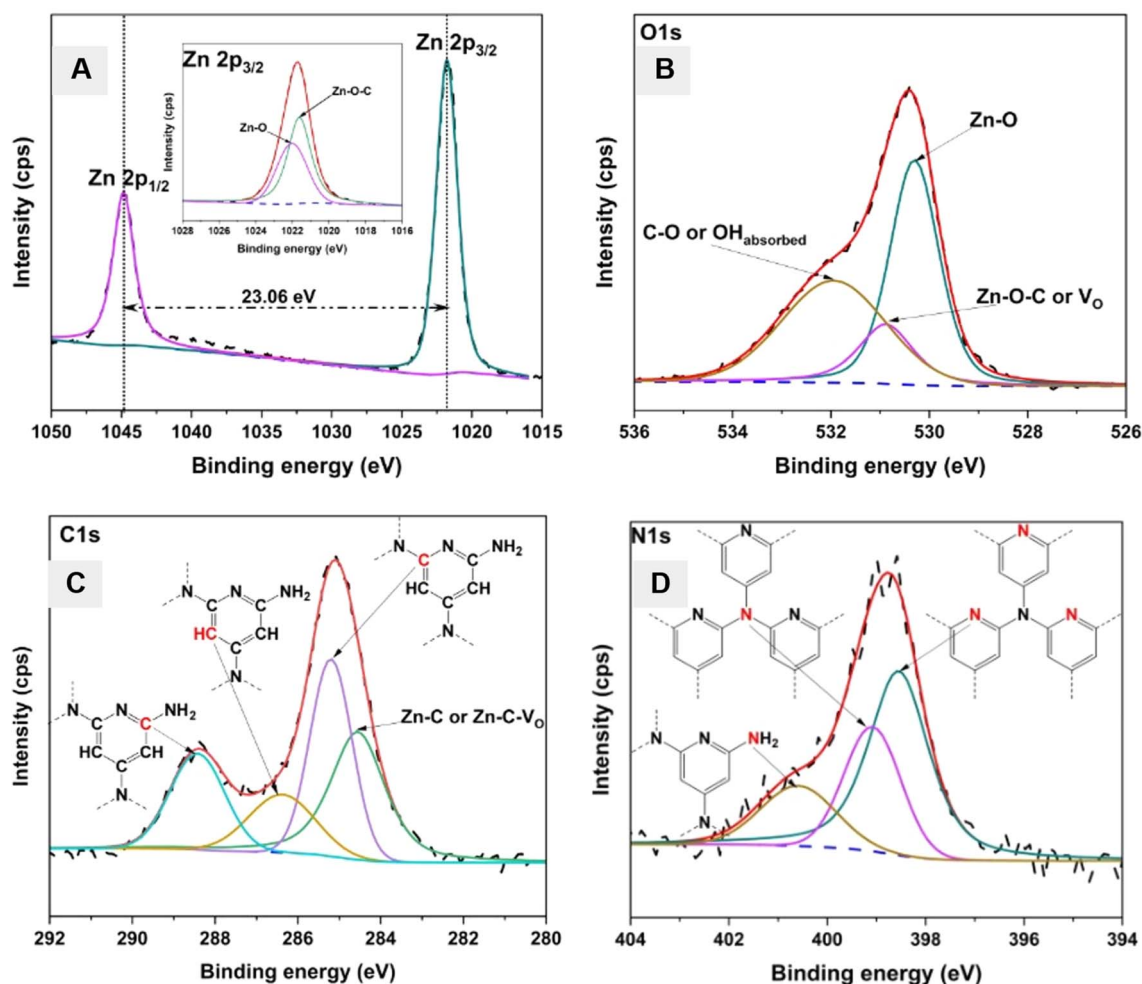 A
Zn 2p3/2
Zn 2p3/2
Zn-O-C
Zn-O
Intensity (cps)
1028 1026 1024 1022 1020 1018 1016
Binding energy (eV)
Zn 2p1/2
23.06 eV
Intensity (cps)
1050 1045 1040 1035 1030 1025 1020 1015
Binding energy (eV)
O1s
B
Zn-O
C-O or OHabsorbed
Zn-O-C or VO
Intensity (cps)
536 534 532 530 528 526
Binding energy (eV)
C1s
C
N N NH2
C
HC CH
N
N N NH2
HC CH
N
N N NH2
C
HC CH
N
Zn-C or Zn-C-VO
Intensity (cps)
292 290 288 286 284 282 280
Binding energy (eV)
N1s
D
N
N N N
N
N N N
N N NH2
N
Intensity (cps)
404 402 400 398 396 394
Binding energy (eV)